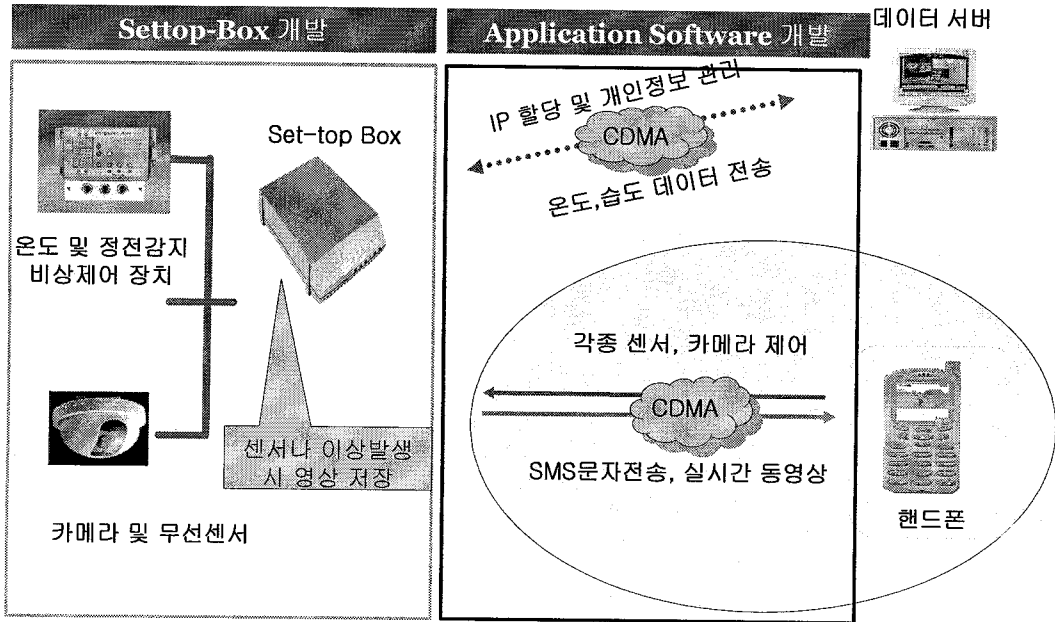 Settop-Box 개발
Application Software 개발
데이터 서버
Set-top Box
온도 및 정전감지
비상제어 장치
센서나 이상발생
시 영상 저장
카메라 및 무선센서
IP 할당 및 개인정보 관리
CDMA
온도,습도 데이터 전송
각종 센서, 카메라 제어
CDMA
SMS문자전송, 실시간 동영상
핸드폰